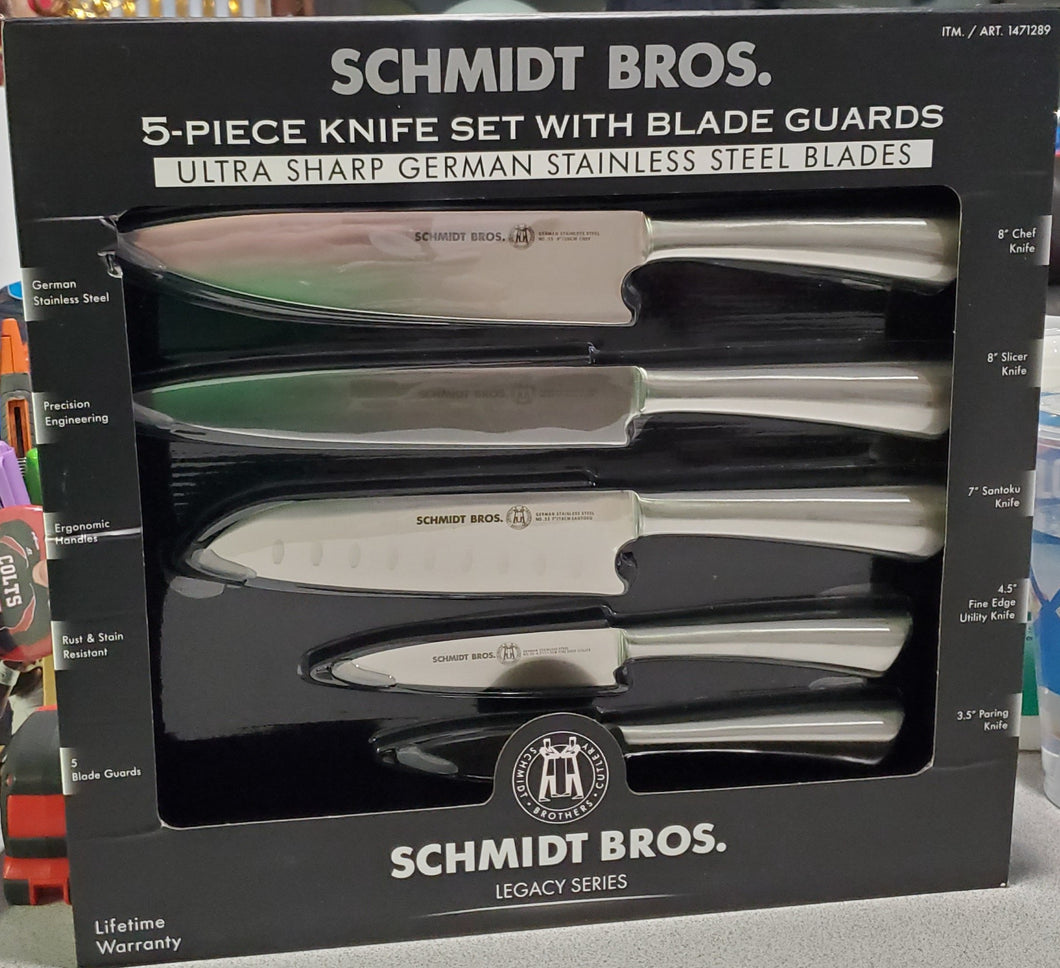 ITM. / ART. 1471289
SCHMIDT BROS.
5-PIECE KNIFE SET WITH BLADE GUARDS
ULTRA SHARP GERMAN STAINLESS STEEL BLADES
SCHMIDT BROS.
GERMAN STAINLESS STEEL
8" Chef
Knife
German
Stainless Steel
8" Slicer
Knife
SCHMIDT BROS.
Precision
Engineering
7" Santoku
Knife
SCHMIDT BROS.
GERMAN STAINLESS STEEL
Ergonomic
Handles
COLTS
4.5"
Fine Edge
Utility Knife
SCHMIDT BROS.
Rust & Stain
Resistant
3.5" Paring
Knife
5
Blade Guards
SCHMIDT • BROTHERS • CUTLERY
SCHMIDT BROS.
LEGACY SERIES
Lifetime
Warranty